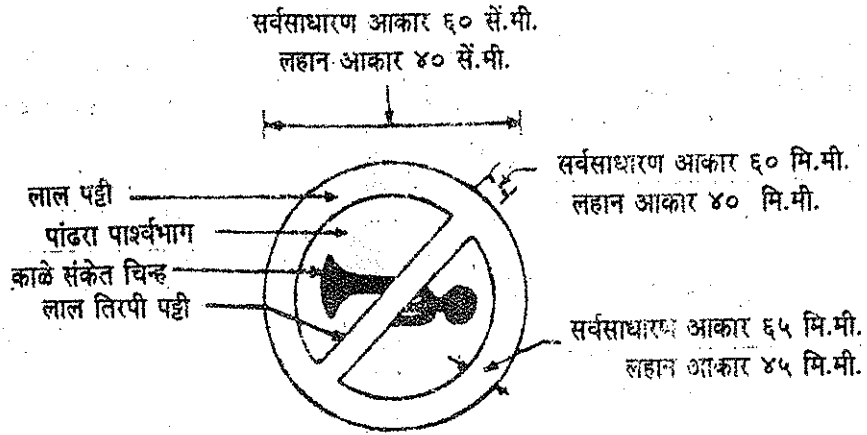 सर्वसाधारण आकार ६० सें.मी.
लहान आकार ४० सें.मी.
सर्वसाधारण आकार ६० मि.मी.
लहान आकार ४० मि.मी.
लाल पट्टी
पांढरा पार्श्वभाग
काळे संकेत चिन्ह
लाल तिरपी पट्टी
सर्वसाधारण आकार ६५ मि.मी.
लहान आकार ४५ मि.मी.